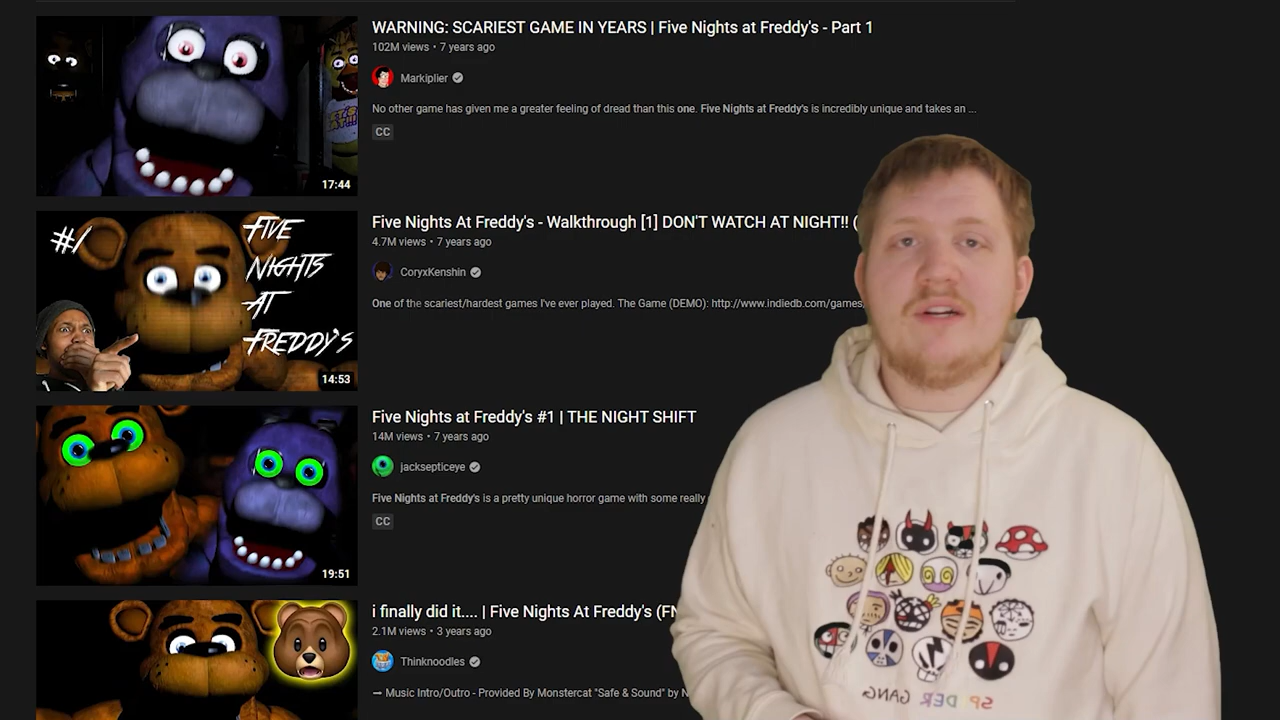 WARNING: SCARIEST GAME IN YEARS | Five Nights at Freddy's - Part 1
102M views • 7 years ago
Markiplier
No other game has given me a greater feeling of dread than this one. Five Nights at Freddy's is incredibly unique and takes an ...
CC
LET'S
17:44
#1
FIVE
NIGHTS
AT
FREDDY'S
14:53
Five Nights At Freddy's - Walkthrough [1] DON'T WATCH AT NIGHT!! (
4.7M views • 7 years ago
CoryxKenshin
One of the scariest/hardest games I've ever played. The Game (DEMO): http://www.indiedb.com/games/
Five Nights at Freddy's #1 | THE NIGHT SHIFT
14M views • 7 years ago
jacksepticeye
Five Nights at Freddy's is a pretty unique horror game with some really
CC
19:51
i finally did it.... | Five Nights At Freddy's (FN
2.1M views • 3 years ago
Thinknoodles
➞ Music Intro/Outro - Provided By Monstercat "Safe & Sound" by N
SPIDER GANG